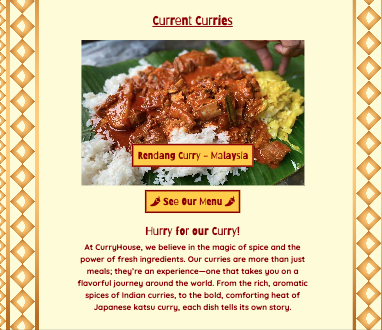 Current Curries
Rendang Curry - Malaysia
See Our Menu
Hurry for our Curry!
At CurryHouse, we believe in the magic of spice and the
power of fresh ingredients. Our curries are more than just
meals; they're an experience—one that takes you on a
flavorful journey around the world. From the rich, aromatic
spices of Indian curries, to the bold, comforting heat of
Japanese katsu curry, each dish tells its own story.